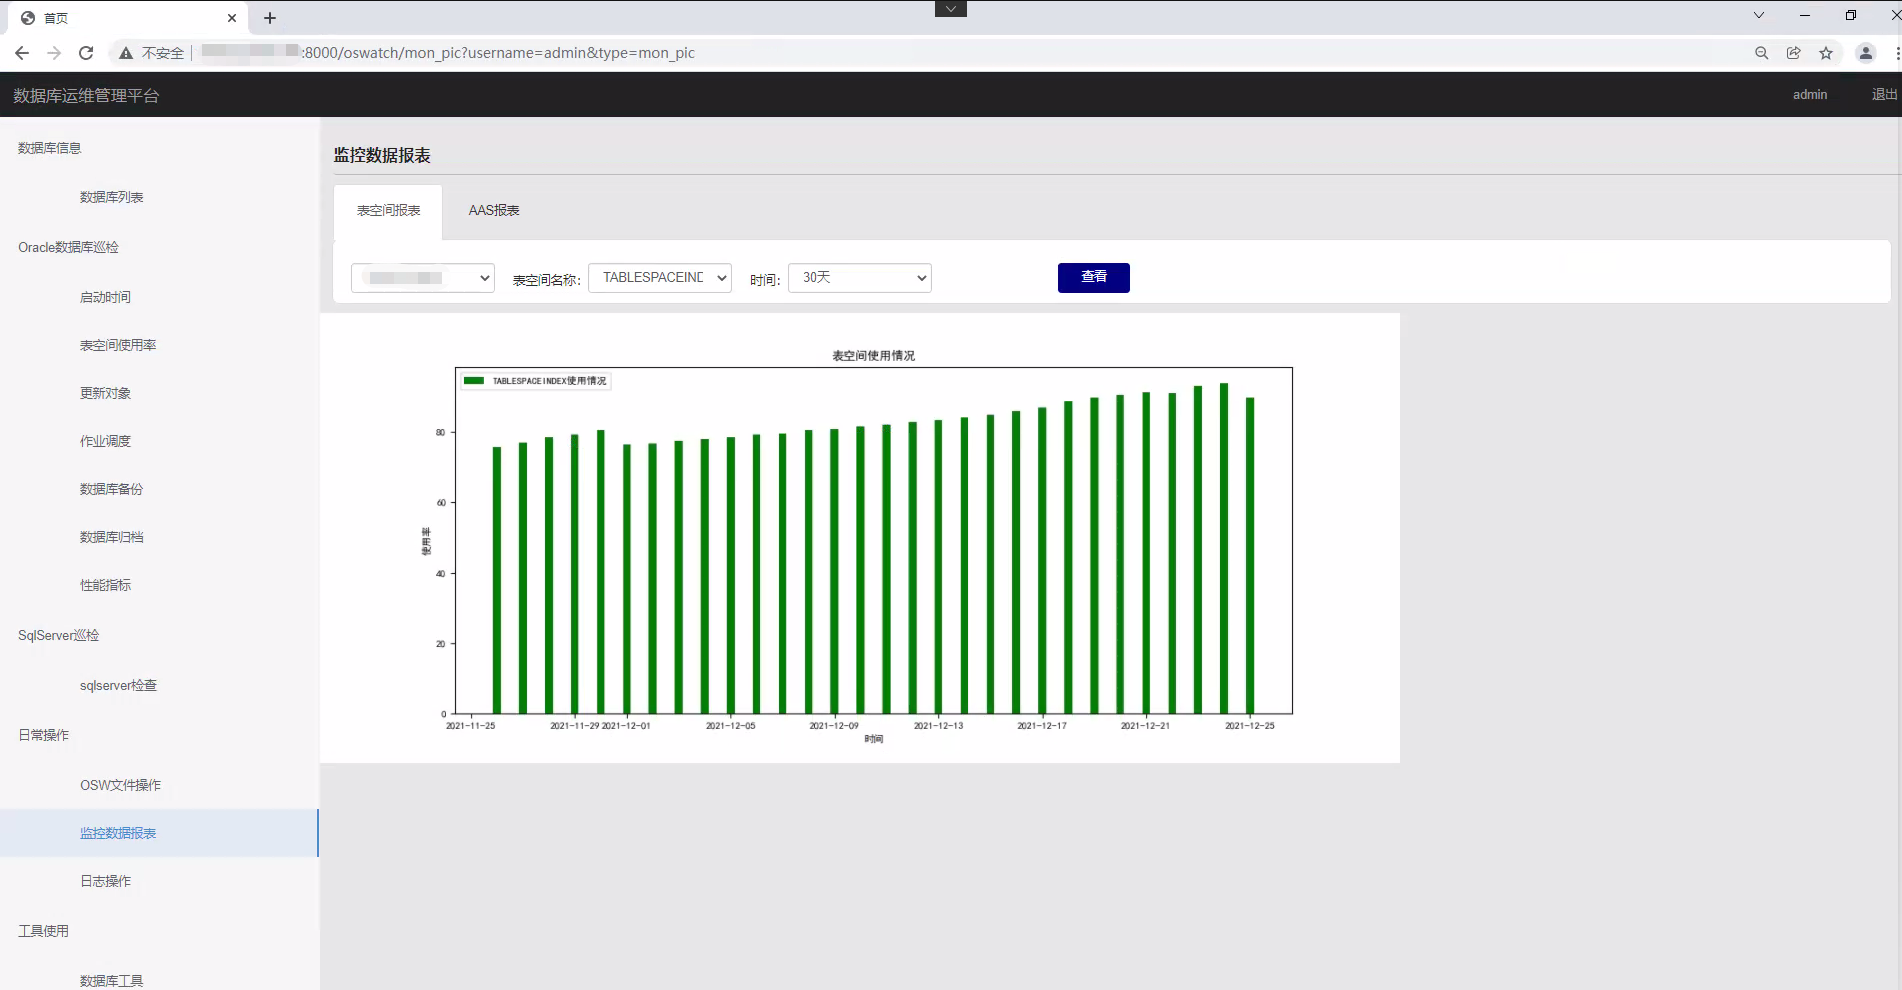 首页
不安全 :8000/oswatch/mon_pic?username=admin&type=mon_pic
数据库运维管理平台
admin
退出
数据库信息
数据库列表
Oracle数据库巡检
启动时间
表空间使用率
更新对象
作业调度
数据库备份
数据库归档
性能指标
SqlServer巡检
sqlserver检查
日常操作
OSW文件操作
监控数据报表
日志操作
工具使用
数据库工具
监控数据报表
表空间报表
AAS报表
表空间名称: TABLESPACEIND 时间: 30天 查看
表空间使用情况
TABLESPACEINDEX使用情况
80
60
40
20
0
使用率
2021-11-25 2021-11-29 2021-12-01 2021-12-05 2021-12-09 2021-12-13 2021-12-17 2021-12-21 2021-12-25
时间